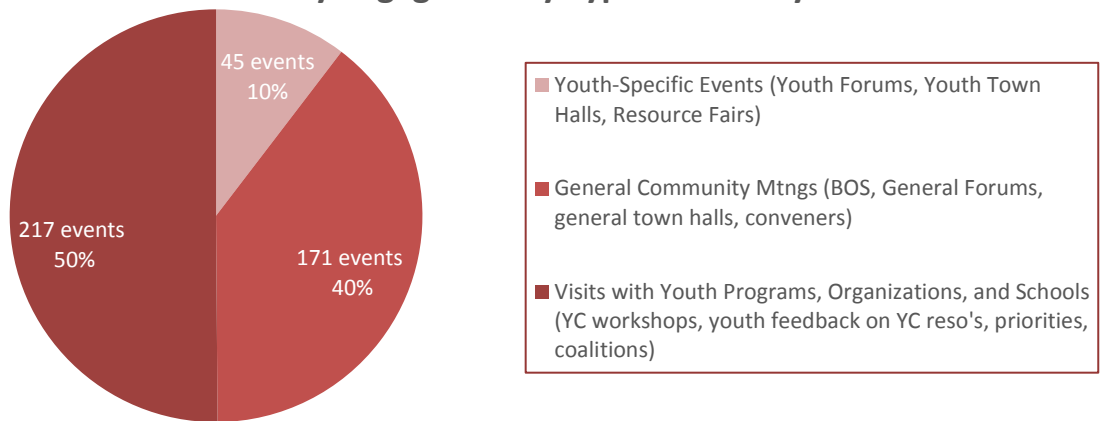 45 events
10%
171 events
40%
217 events
50%
Youth-Specific Events (Youth Forums, Youth Town
Halls, Resource Fairs)
General Community Mtngs (BOS, General Forums,
general town halls, conveners)
Visits with Youth Programs, Organizations, and Schools
(YC workshops, youth feedback on YC reso's, priorities,
coalitions)